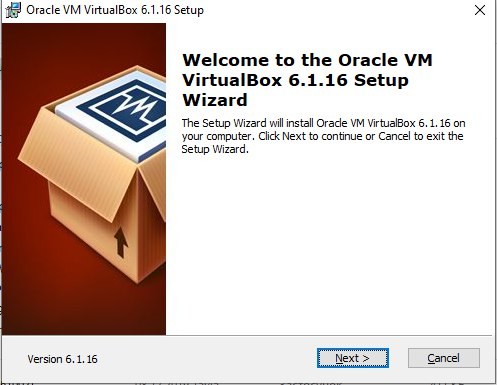 Oracle VM VirtualBox 6.1.16 Setup
Welcome to the Oracle VM
VirtualBox 6.1.16 Setup
Wizard
The Setup Wizard will install Oracle VM VirtualBox 6.1.16 on
your computer. Click Next to continue or Cancel to exit the
Setup Wizard.
Version 6.1.16
Next >
Cancel